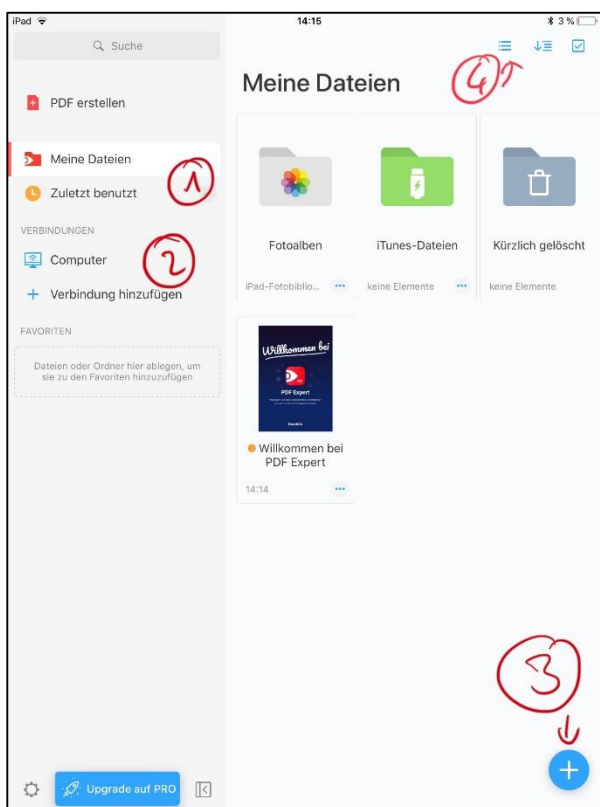 iPad 14:15 3 %
Suche
PDF erstellen
Meine Dateien
Zuletzt benutzt
1
VERBINDUNGEN
Computer
2
Verbindung hinzufügen
FAVORITEN
Dateien oder Ordner hier ablegen, um
sie zu den Favoriten hinzuzufügen
Upgrade auf PRO
4
Meine Dateien
Fotoalben
iPad-Fotobiblio... •••
iTunes-Dateien
keine Elemente •••
Kürzlich gelöscht
keine Elemente
Willkommen bei
PDF Expert
Willkommen bei
PDF Expert
14:14 •••
3
+